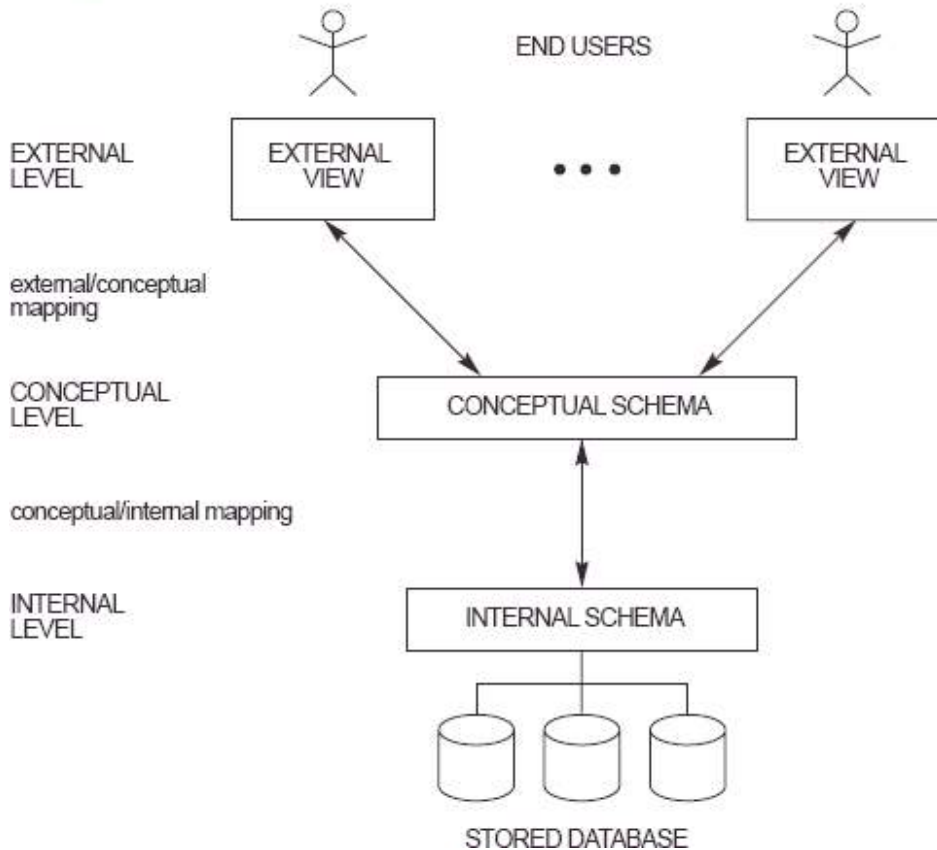 END USERS
EXTERNAL
LEVEL
EXTERNAL
VIEW
• • •
EXTERNAL
VIEW
external/conceptual
mapping
CONCEPTUAL
LEVEL
CONCEPTUAL SCHEMA
conceptual/internal mapping
INTERNAL
LEVEL
INTERNAL SCHEMA
STORED DATABASE